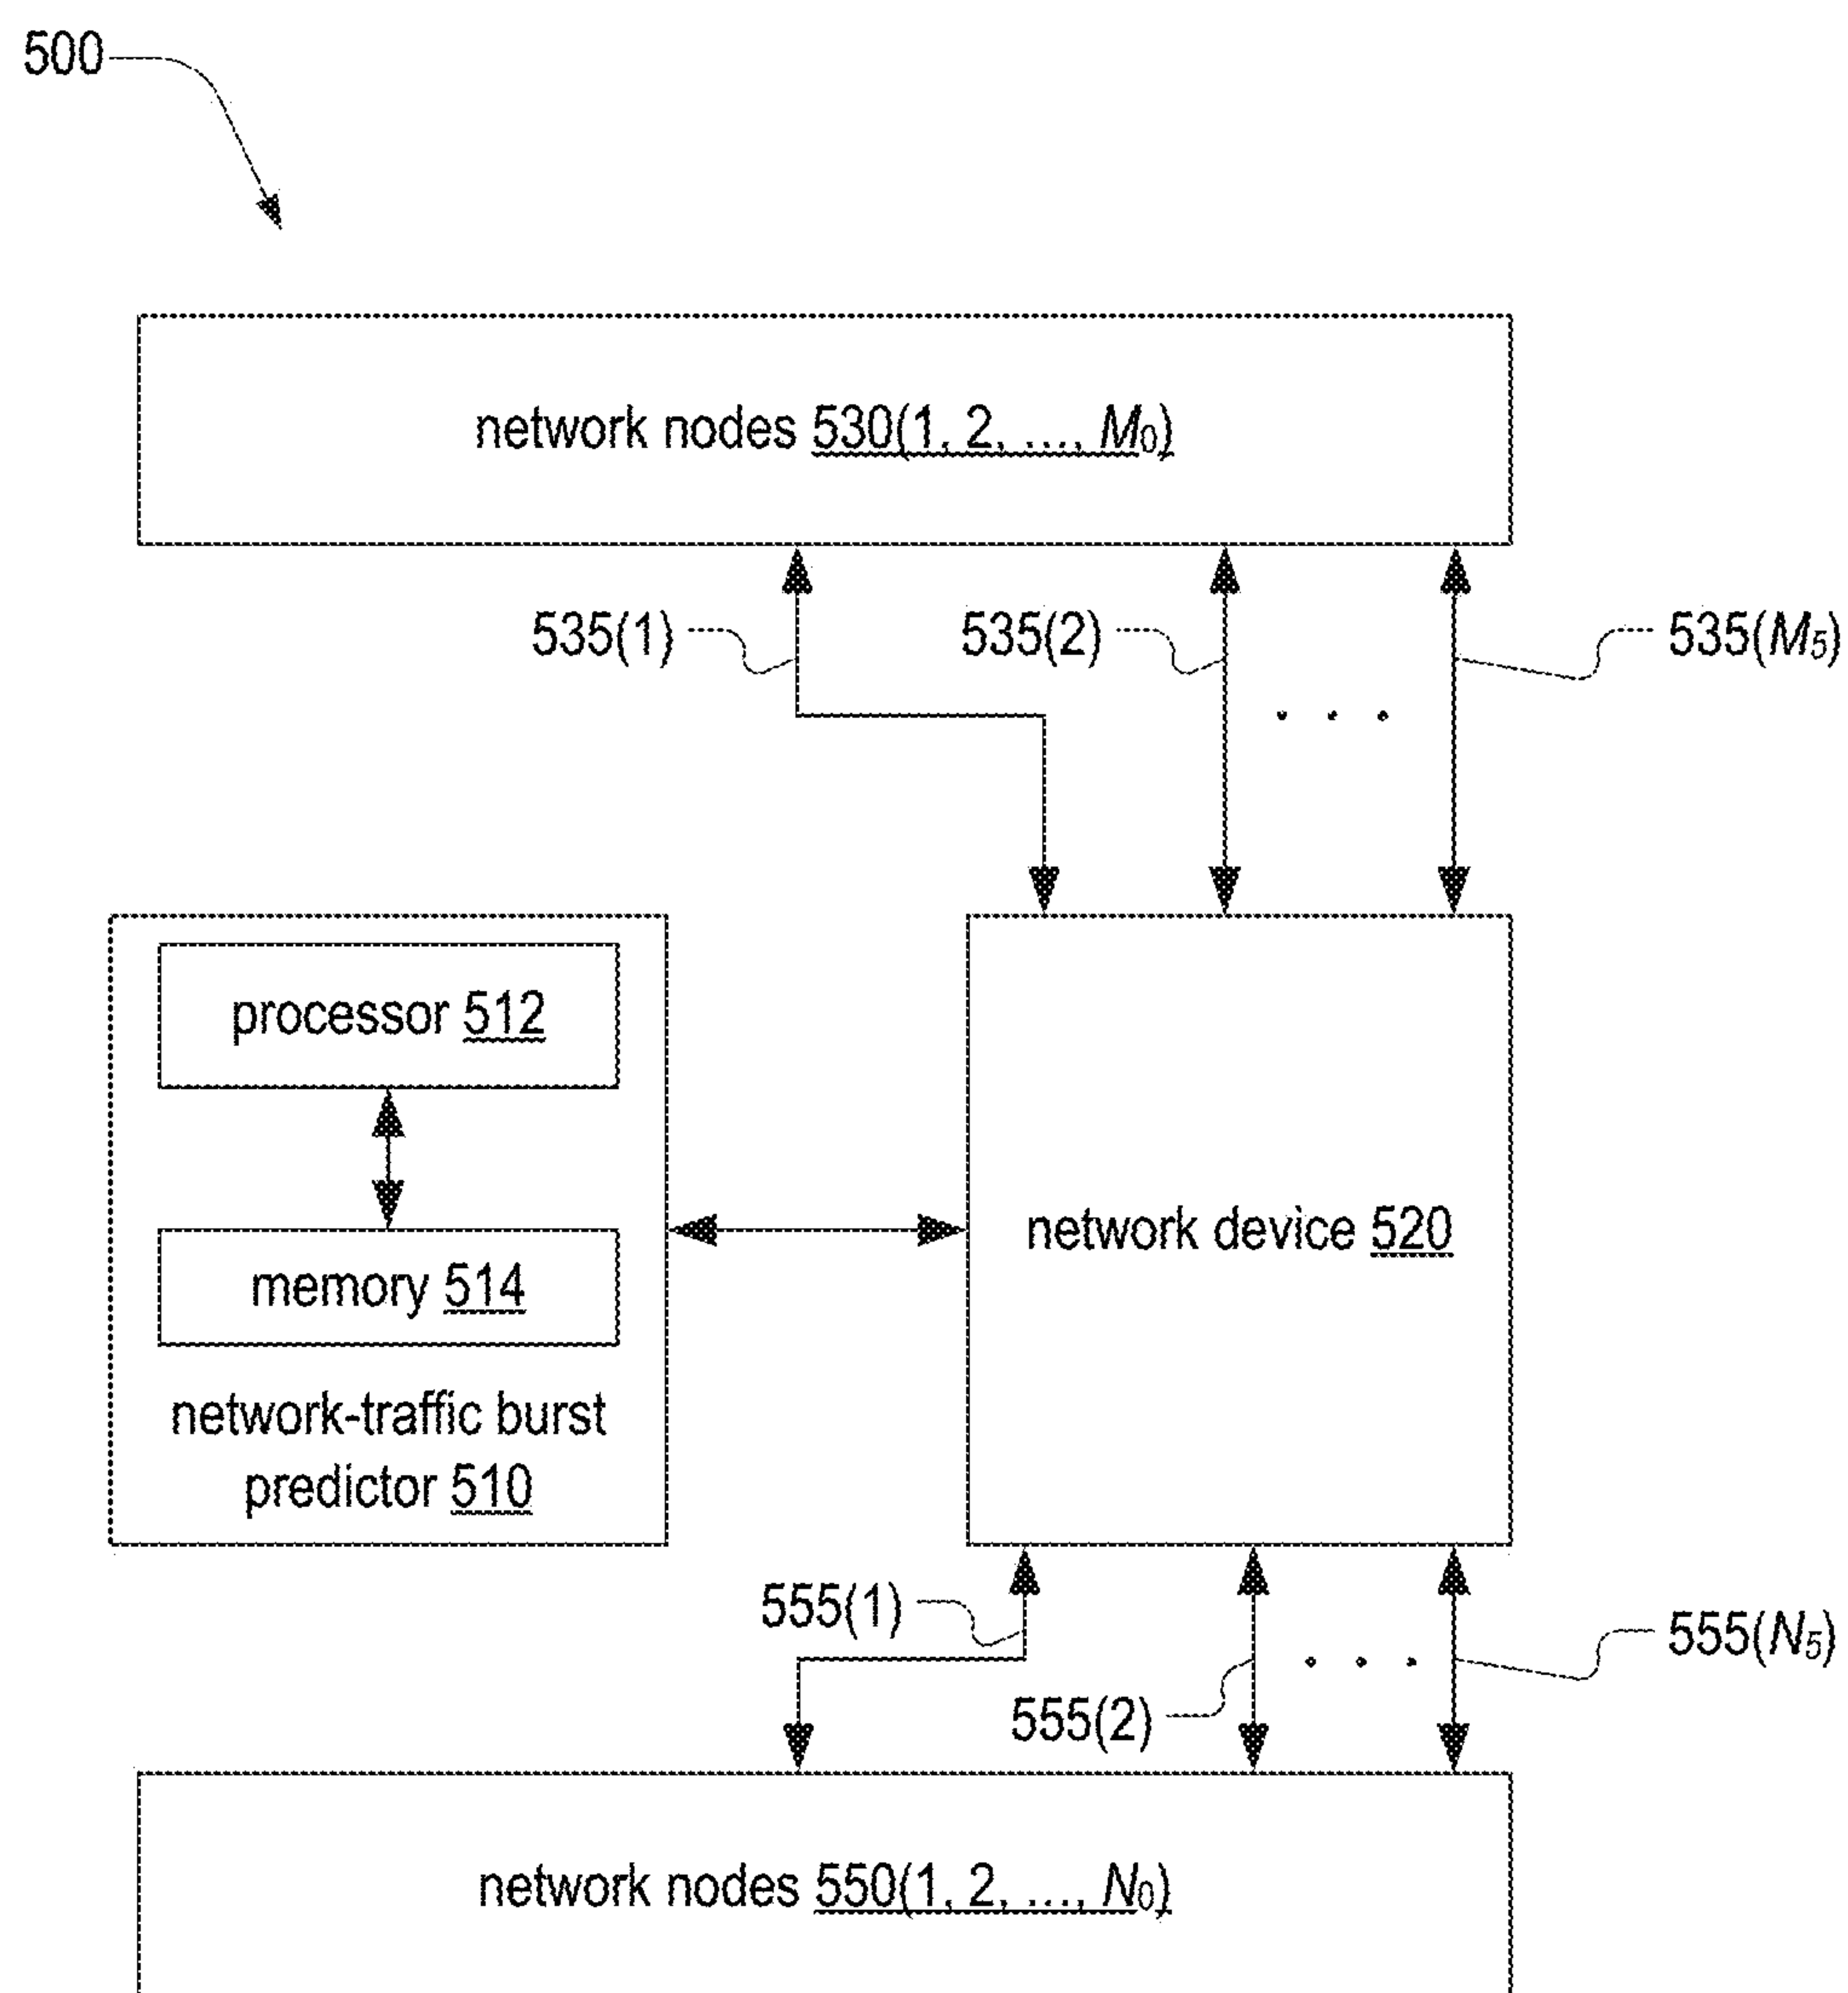 500
network nodes 530(1, 2, ..., M₀)
535(1)
535(2)
535(M₅)
processor 512
memory 514
network-traffic burst
predictor 510
network device 520
555(1)
555(2)
555(N₅)
network nodes 550(1, 2, ..., N₀)